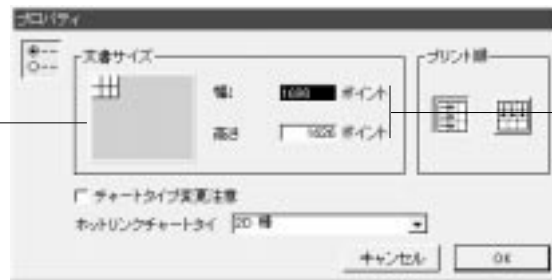 プロパティ
文書サイズ
プリント順
幅: ポイント
高さ 1626 ポイント
チャートタイプ変更注意
ホットリンクチャートタイ 2D 棒
キャンセル OK